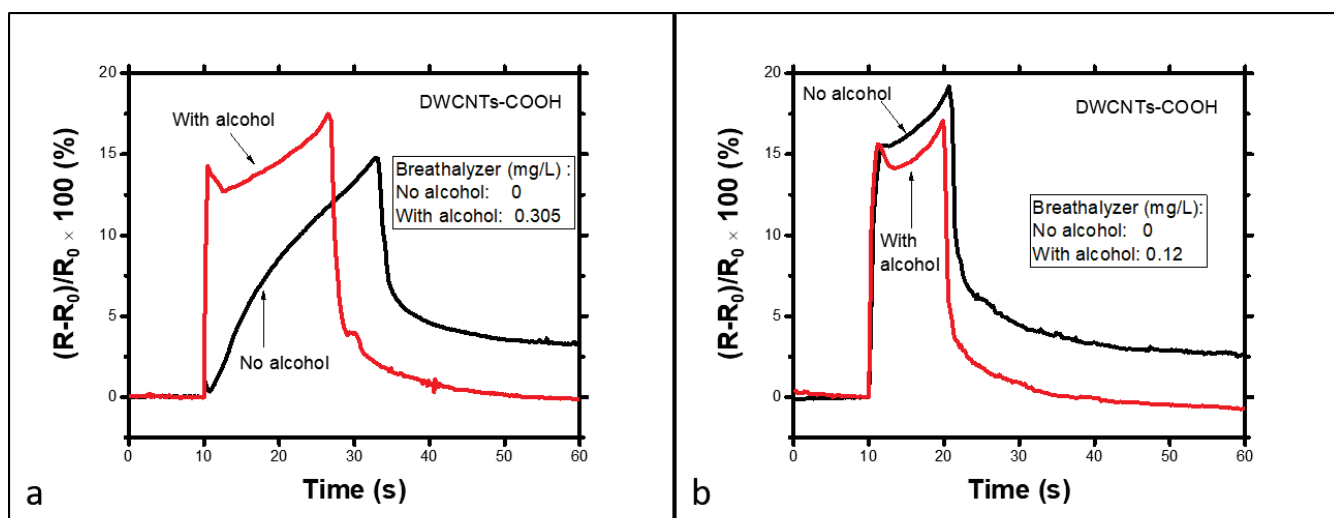 20
15
10
5
0
(R-R₀)/R₀ × 100 (%)
DWCNTs-COOH
With alcohol
Breathalyzer (mg/L) :
No alcohol: 0
With alcohol: 0.305
No alcohol
0 10 20 30 40 50 60
Time (s)
a
20
15
10
5
0
(R-R₀)/R₀ × 100 (%)
No alcohol
DWCNTs-COOH
Breathalyzer (mg/L):
No alcohol: 0
With alcohol: 0.12
With
alcohol
0 10 20 30 40 50 60
Time (s)
b